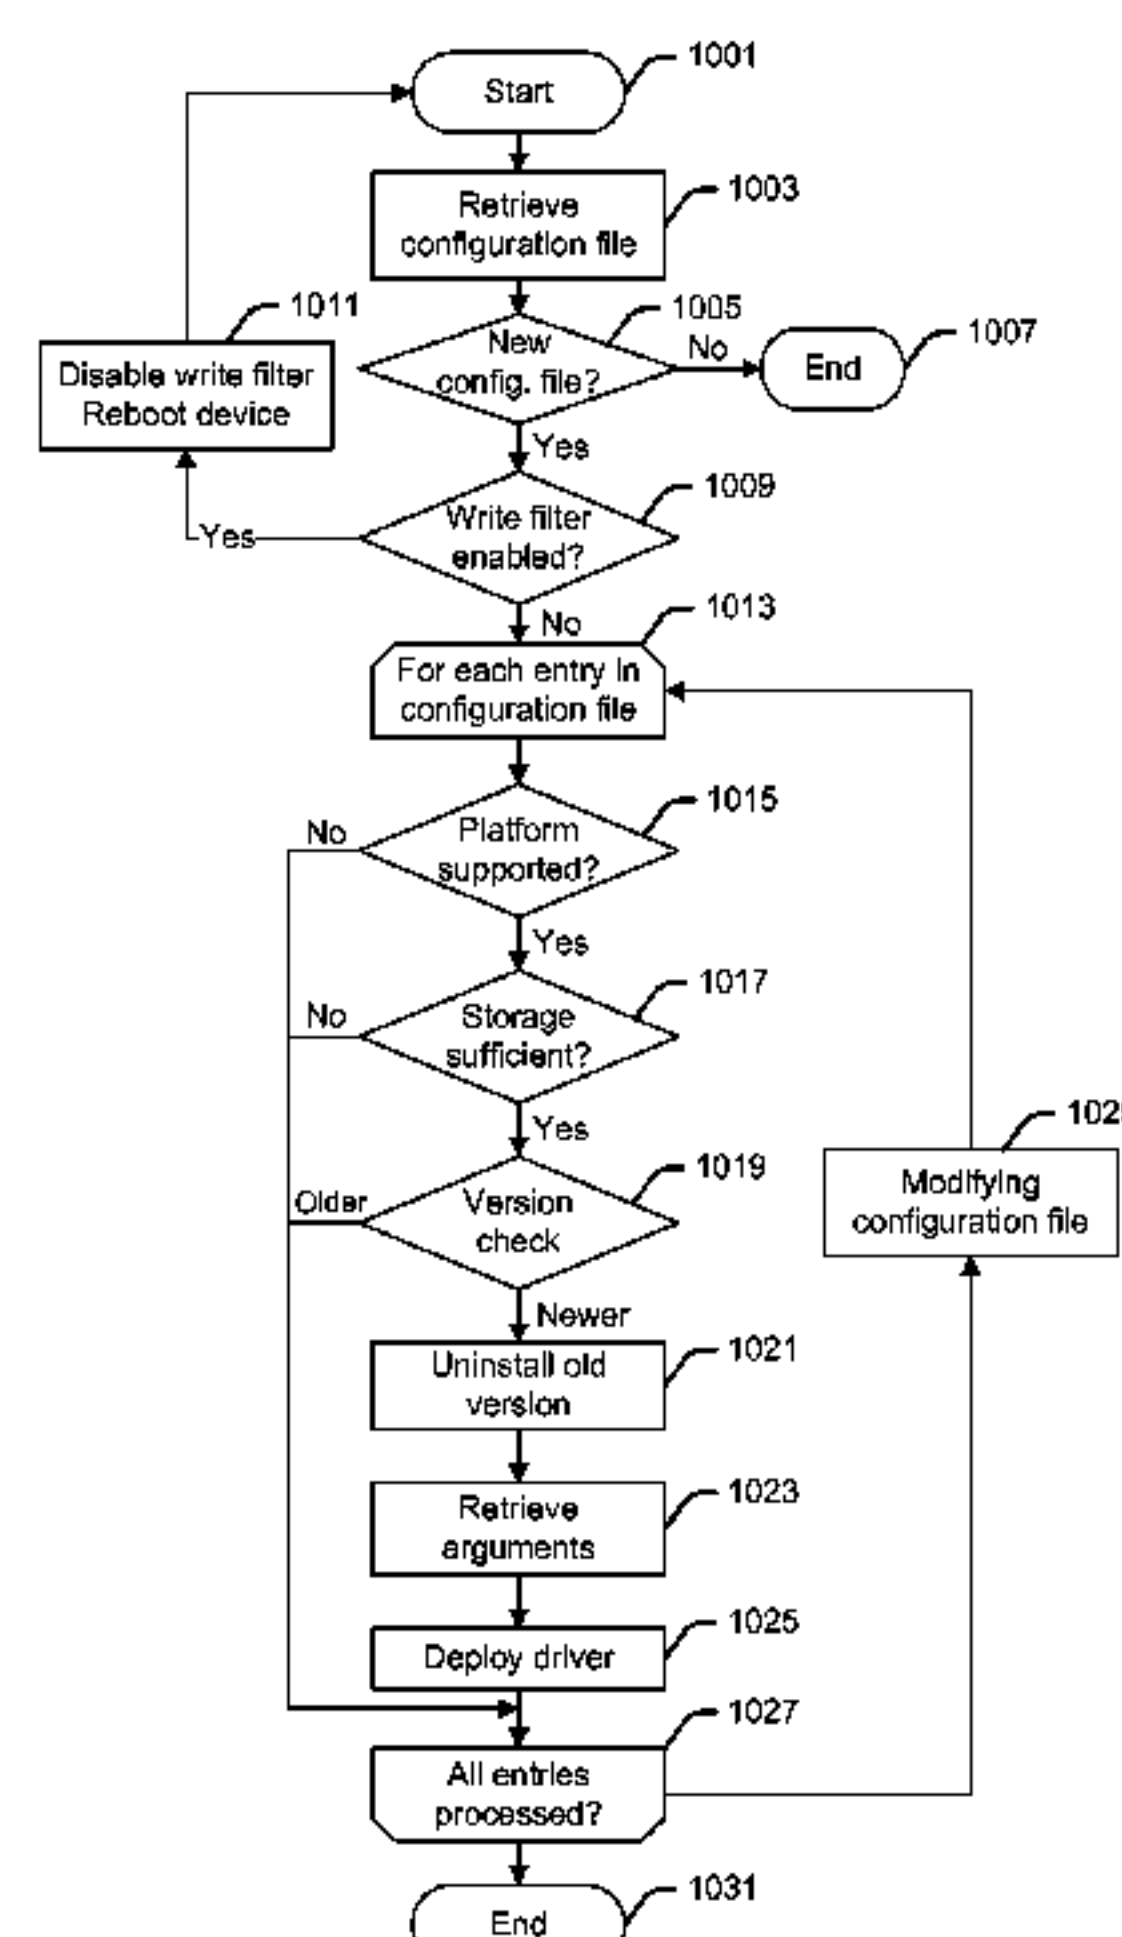 1001
Start
1003
Retrieve
configuration file
1011
1005
1007
New
config. file?
No
End
Disable write filter
Reboot device
Yes
1009
Write filter
enabled?
Yes
No
1013
For each entry in
configuration file
1015
No
Platform
supported?
Yes
1017
No
Storage
sufficient?
Yes
1019
Older
Version
check
Modifying
configuration file
Newer
1021
Uninstall old
version
1023
Retrieve
arguments
1025
Deploy driver
1027
All entries
processed?
1031
End